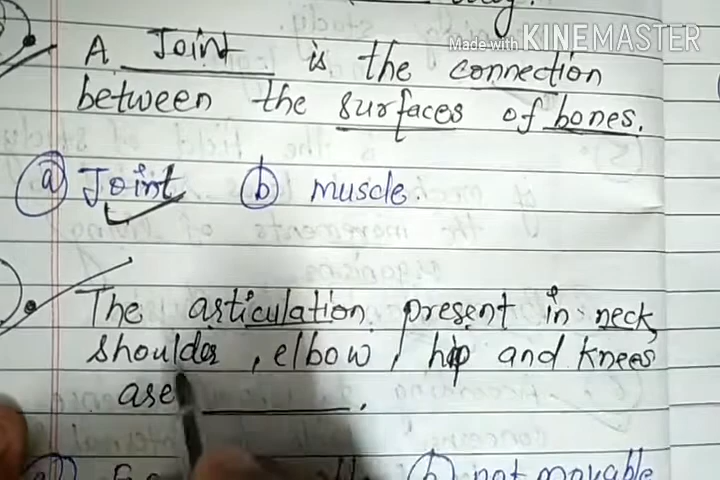 Made with KINEMASTER
A Joint is the connection
between the surfaces of bones.
a Joint b muscle.
The articulation present in neck,
shoulder, elbow, hip and knees
are ________.
b not movable